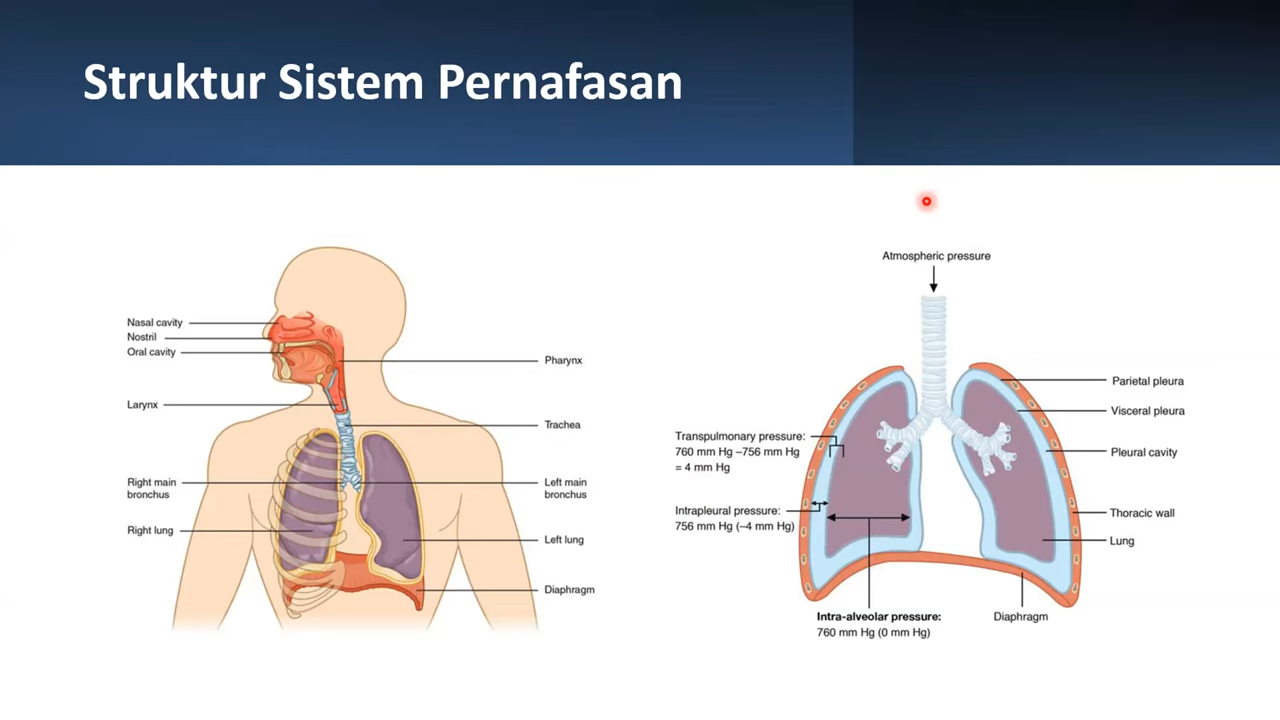 Struktur Sistem Pernafasan
Nasal cavity
Nostril
Oral cavity
Larynx
Right main
bronchus
Right lung
Pharynx
Trachea
Left main
bronchus
Left lung
Diaphragm
Atmospheric pressure
Transpulmonary pressure:
760 mm Hg –756 mm Hg
= 4 mm Hg
Intrapleural pressure:
756 mm Hg (–4 mm Hg)
Intra-alveolar pressure:
760 mm Hg (0 mm Hg)
Parietal pleura
Visceral pleura
Pleural cavity
Thoracic wall
Lung
Diaphragm